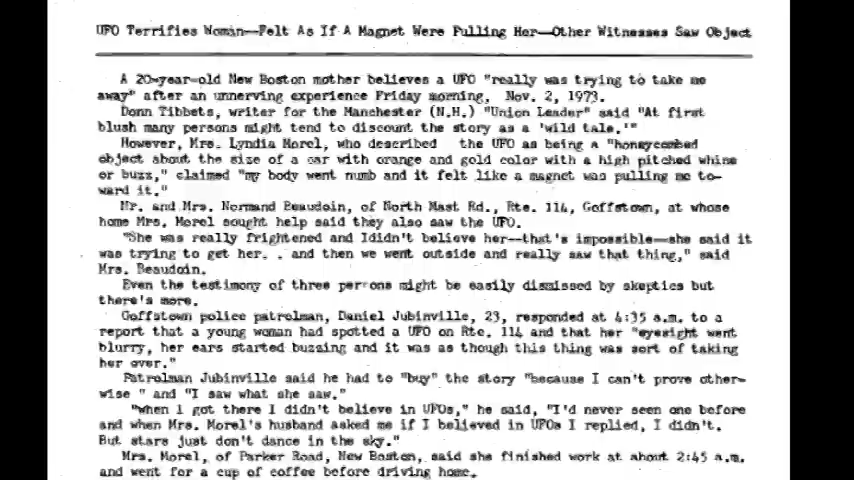 UFO Terrifies Woman--Felt As If A Magnet Were Pulling Her--Other Witnesses Saw Object
A 20-year-old New Boston mother believes a UFO "really was trying to take me
away" after an unnerving experience Friday morning, Nov. 2, 1973.
Donn Tibbets, writer for the Manchester (N.H.) "Union Leader" said "At first
blush many persons might tend to discount the story as a 'wild tale.'"
However, Mrs. Lyndia Morel, who described the UFO as being a "honeycombed
object about the size of a car with orange and gold color with a high pitched whine
or buzz," claimed "my body went numb and it felt like a magnet was pulling me to-
ward it."
Mr. and Mrs. Normand Beaudoin, of North Mast Rd., Rte. 114, Goffstown, at whose
home Mrs. Morel sought help said they also saw the UFO.
"She was really frightened and Ididn't believe her--that's impossible--she said it
was trying to get her. . and then we went outside and really saw that thing," said
Mrs. Beaudoin.
Even the testimony of three persons might be easily dismissed by skeptics but
there's more.
Goffstown police patrolman, Daniel Jubinville, 23, responded at 4:35 a.m. to a
report that a young woman had spotted a UFO on Rte. 114 and that her "eyesight went
blurry, her ears started buzzing and it was as though this thing was sort of taking
her over."
Patrolman Jubinville said he had to "buy" the story "because I can't prove other-
wise " and "I saw what she saw."
"When I got there I didn't believe in UFOs," he said, "I'd never seen one before
and when Mrs. Morel's husband asked me if I believed in UFOs I replied, I didn't.
But stars just don't dance in the sky."
Mrs. Morel, of Parker Road, New Boston, said she finished work at about 2:45 a.m.
and went for a cup of coffee before driving home.